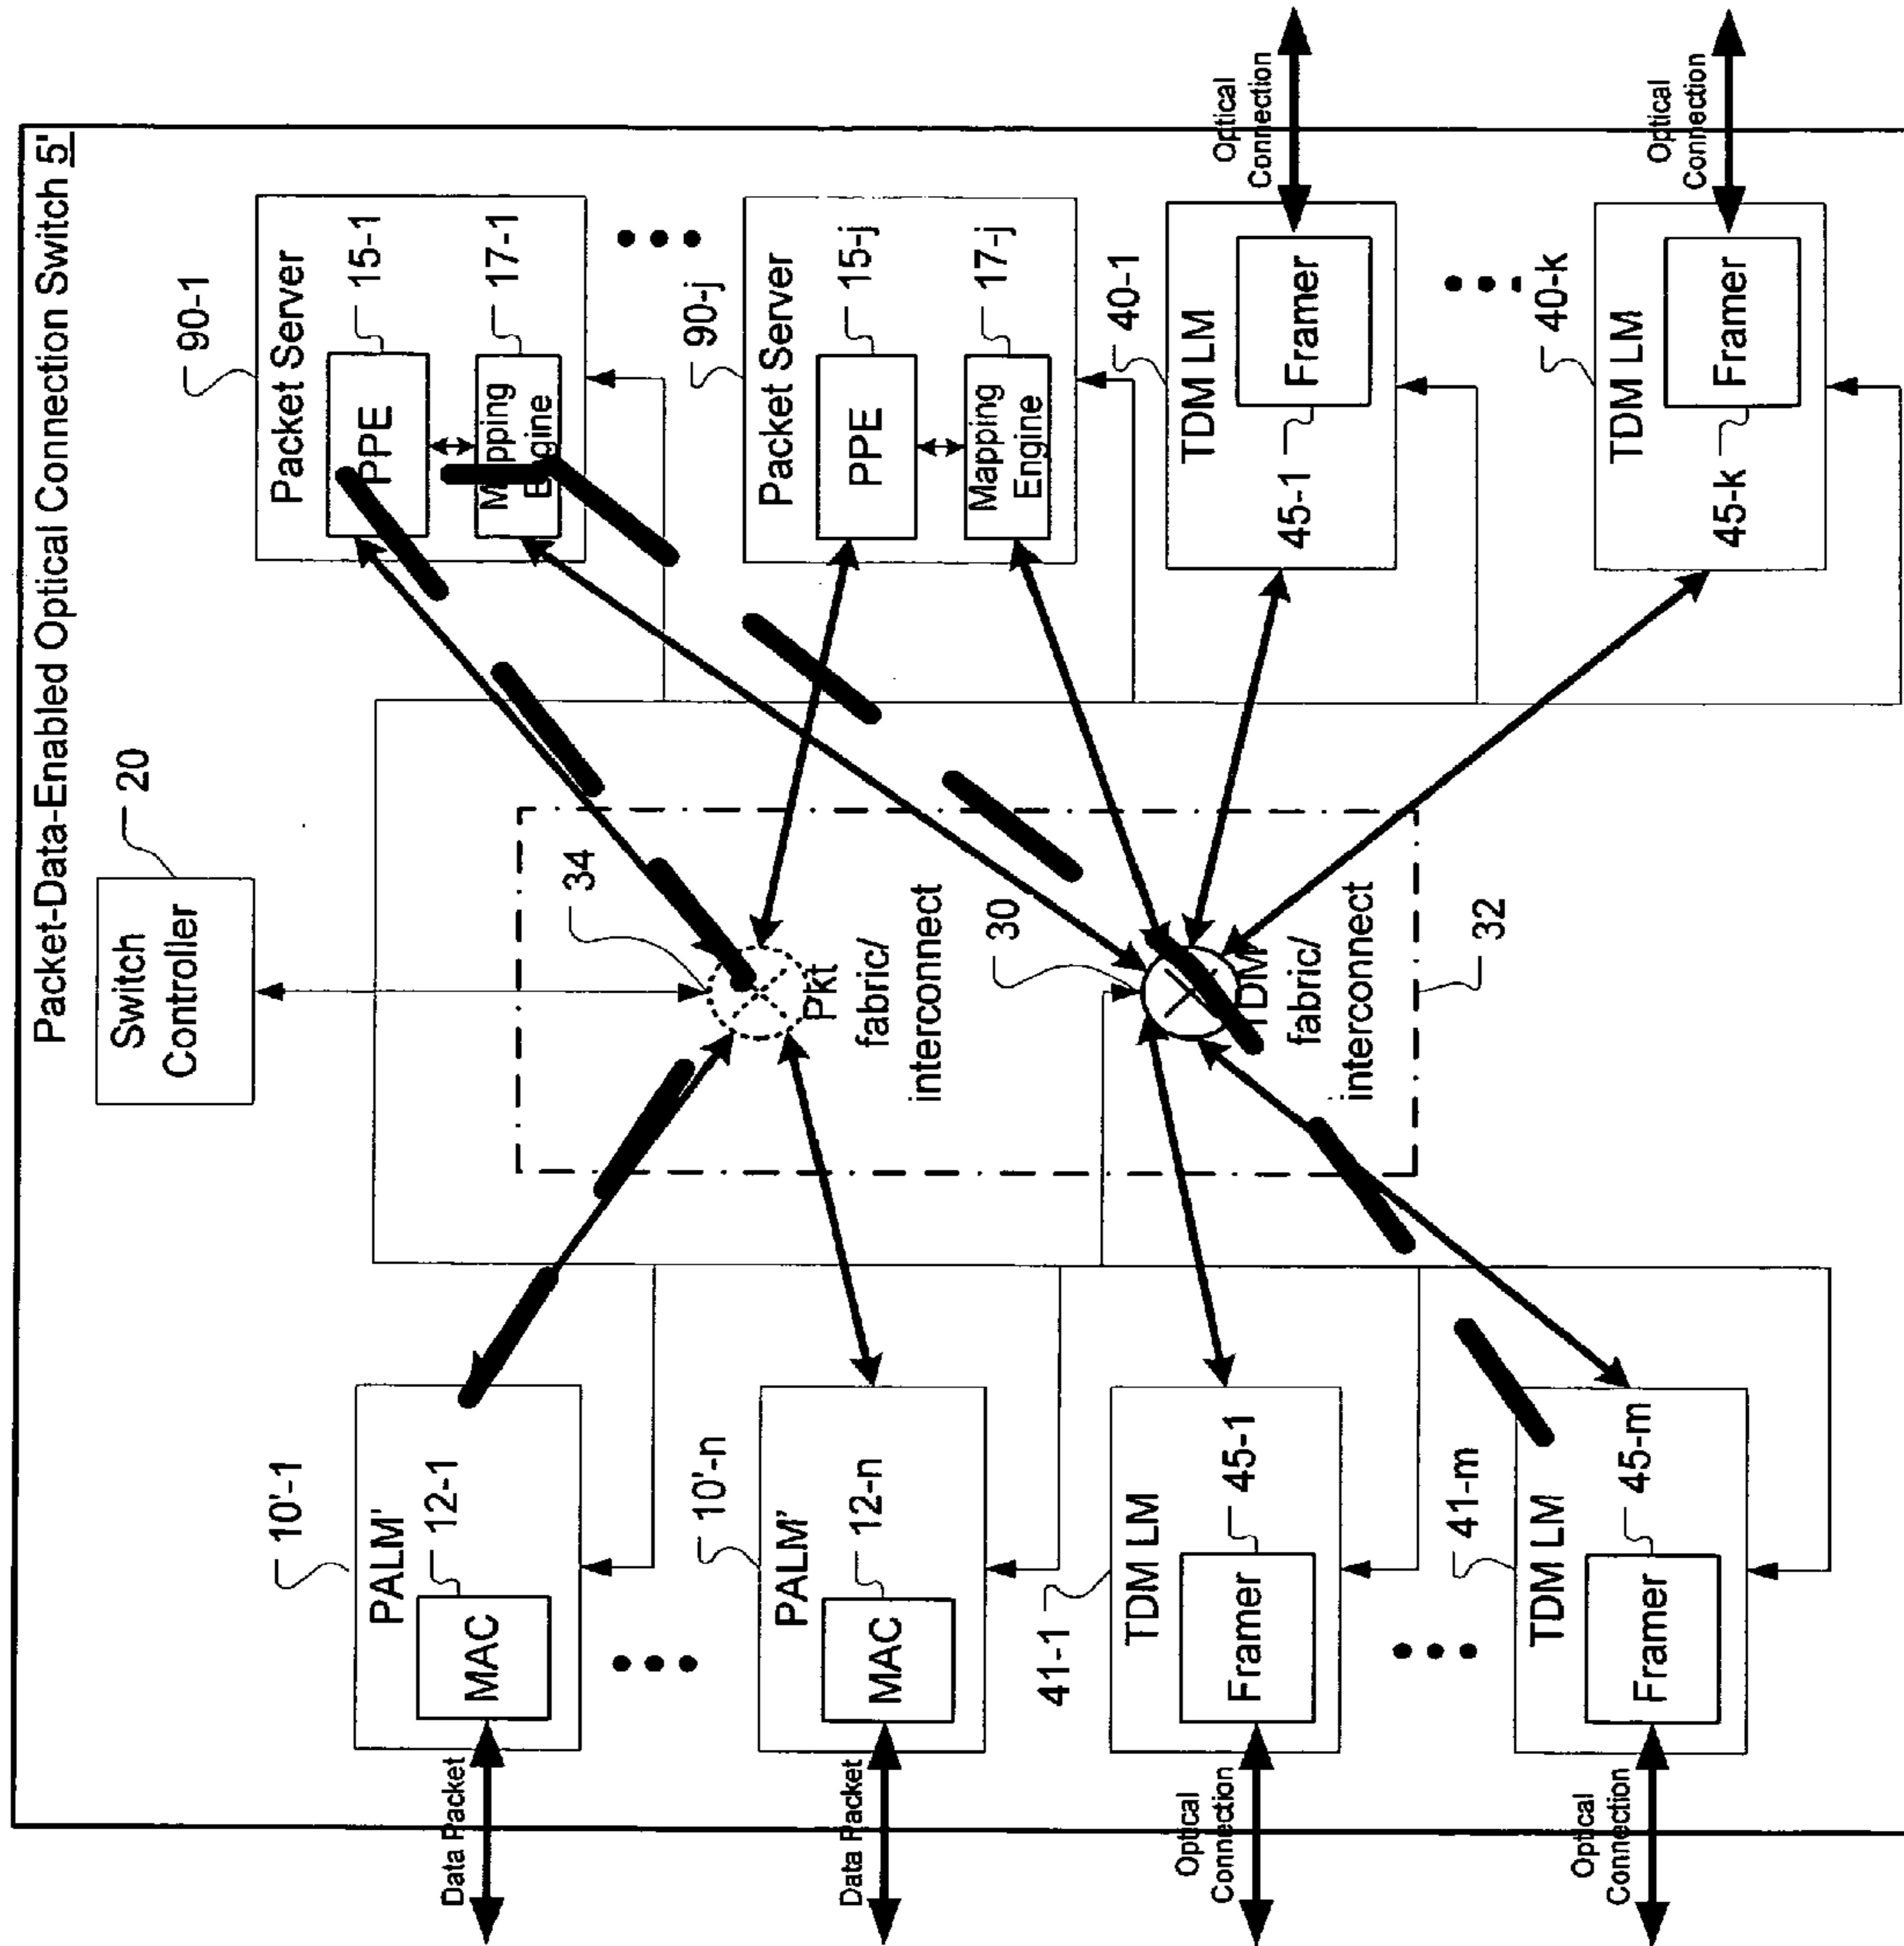 Packet-Data-Enabled Optical Connection Switch 5'
Switch
Controller
20
10'-1
PALM'
12-1
MAC
Data Packet
10'-n
PALM'
12-n
MAC
Data Packet
41-1
TDM LM
45-1
Framer
Optical
Connection
41-m
TDM LM
45-m
Framer
Optical
Connection
34
Pkt
fabric/
interconnect
30
TDM
fabric/
interconnect
32
90-1
Packet Server
15-1
PPE
17-1
Mapping
Engine
90-j
Packet Server
15-j
PPE
17-j
Mapping
Engine
40-1
TDM LM
45-1
Framer
Optical
Connection
40-k
TDM LM
45-k
Framer
Optical
Connection